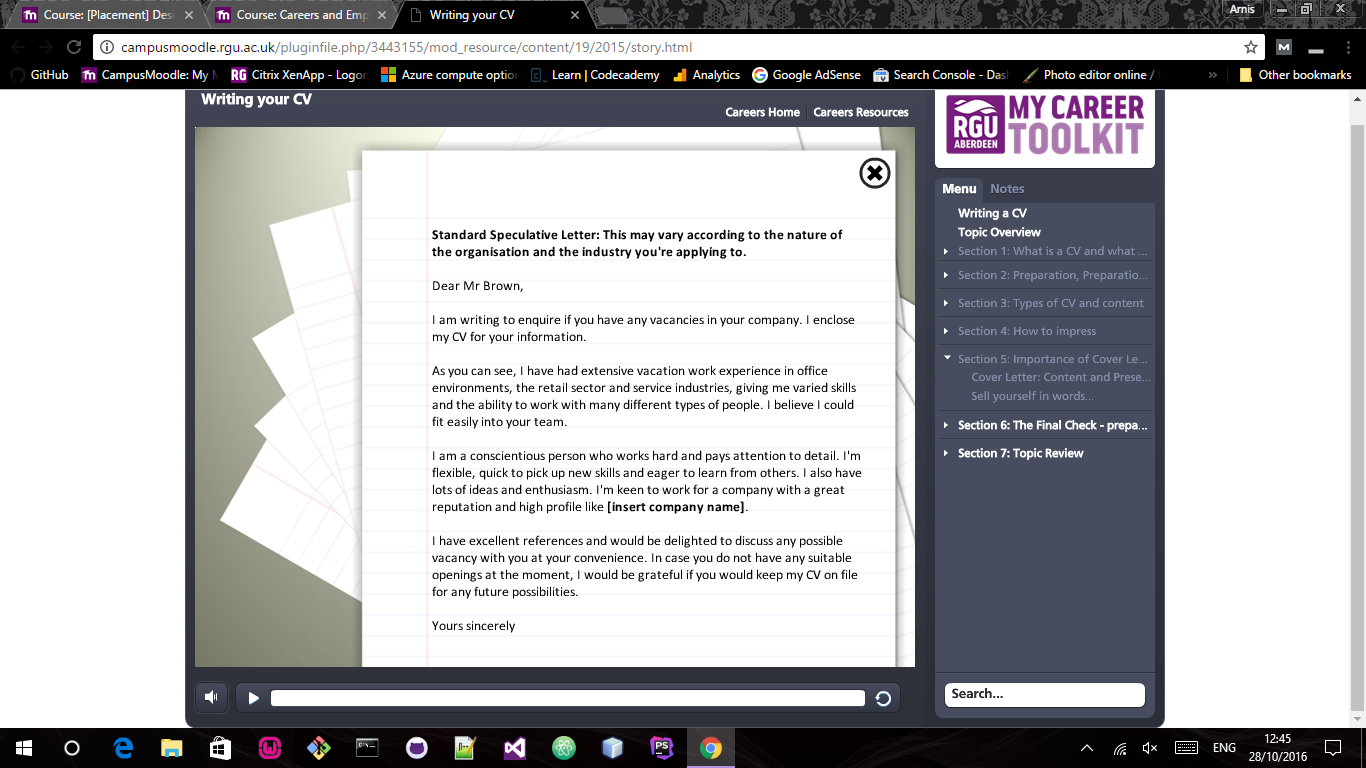 Course: [Placement] Des
Course: Careers and Emp
Writing your CV
Arnis
campusmoodle.rgu.ac.uk/pluginfile.php/3443155/mod_resource/content/19/2015/story.html
GitHub
CampusMoodle: My M
Citrix XenApp - Logon
Azure compute option
Learn | Codecademy
Analytics
Google AdSense
Search Console - Das
Photo editor online /
»
Other bookmarks
Writing your CV
Careers Home | Careers Resources
RGU
ABERDEEN
MY CAREER
TOOLKIT
Standard Speculative Letter: This may vary according to the nature of
the organisation and the industry you're applying to.
Dear Mr Brown,
I am writing to enquire if you have any vacancies in your company. I enclose
my CV for your information.
As you can see, I have had extensive vacation work experience in office
environments, the retail sector and service industries, giving me varied skills
and the ability to work with many different types of people. I believe I could
fit easily into your team.
I am a conscientious person who works hard and pays attention to detail. I'm
flexible, quick to pick up new skills and eager to learn from others. I also have
lots of ideas and enthusiasm. I'm keen to work for a company with a great
reputation and high profile like [insert company name].
I have excellent references and would be delighted to discuss any possible
vacancy with you at your convenience. In case you do not have any suitable
openings at the moment, I would be grateful if you would keep my CV on file
for any future possibilities.
Yours sincerely
Menu
Notes
Writing a CV
Topic Overview
Section 1: What is a CV and what ...
Section 2: Preparation, Preparatio...
Section 3: Types of CV and content
Section 4: How to impress
Section 5: Importance of Cover Le...
Cover Letter: Content and Prese...
Sell yourself in words...
Section 6: The Final Check - prepa...
Section 7: Topic Review
Search...
ENG
12:45
28/10/2016